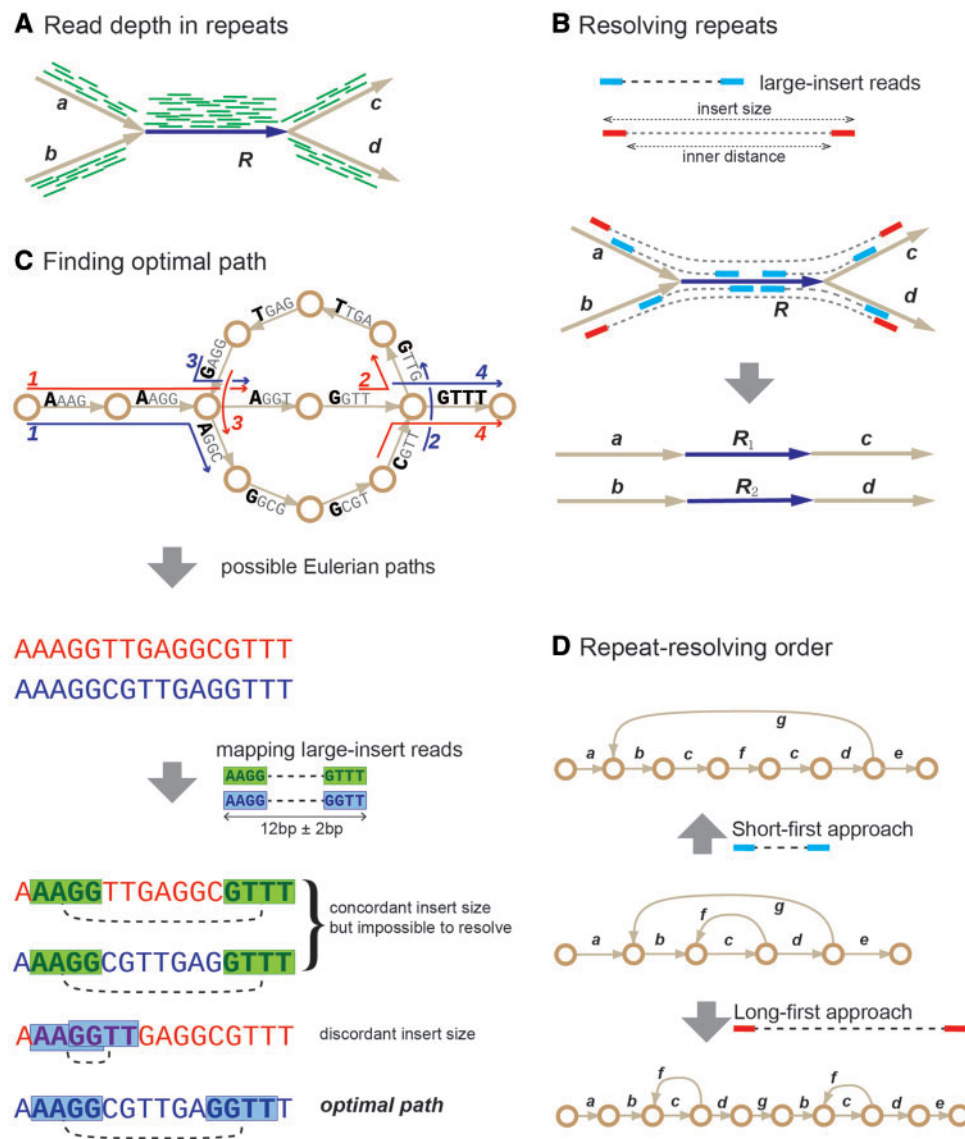 A Read depth in repeats
a
b
R
c
d
B Resolving repeats
large-insert reads
insert size
inner distance
a
b
R
c
d
a R1 c
b R2 d
C Finding optimal path
TGAG
TTGA
GAGG
GTTG
3
1
2
4
AAAG
AAGG
AGGT
GGTT
GTTT
1
3
2
4
AGGC
CGTT
GGCG
GCGT
possible Eulerian paths
AAAGGTTGAGGCGTTT
AAAGGCGTTGAGGTTT
mapping large-insert reads
AAGG GTTT
AAGG GGTT
12bp ± 2bp
AAAGGTTGAGGCGTTT
concordant insert size
but impossible to resolve
AAAGGCGTTGAGGTTT
AAAGGTTGAGGCGTTT
discordant insert size
AAAGGCGTTGAGGTTT
optimal path
D Repeat-resolving order
g
a b c f c d e
Short-first approach
g
f
a b c d e
Long-first approach
f f
a b c d g b c d e